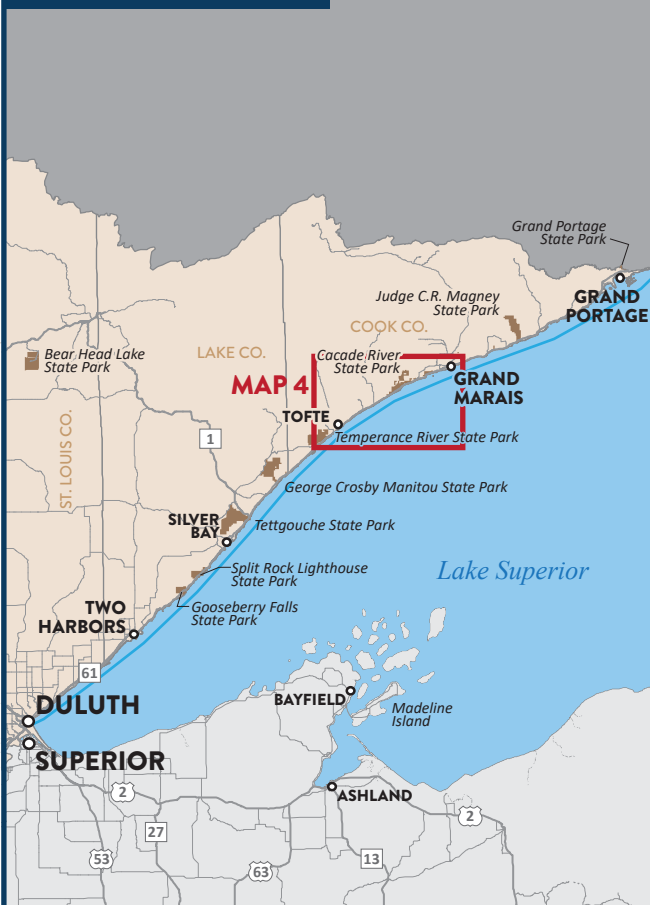 Grand Portage
State Park
GRAND
PORTAGE
Judge C.R. Magney
State Park
COOK CO.
LAKE CO.
Bear Head Lake
State Park
Cacade River
State Park
MAP 4
GRAND
MARAIS
TOFTE
Temperance River State Park
ST. LOUIS CO.
1
George Crosby Manitou State Park
SILVER
BAY
Tettgouche State Park
Split Rock Lighthouse
State Park
Lake Superior
Gooseberry Falls
State Park
TWO
HARBORS
61
DULUTH
BAYFIELD
Madeline
Island
SUPERIOR
2
ASHLAND
2
27
53
63
13